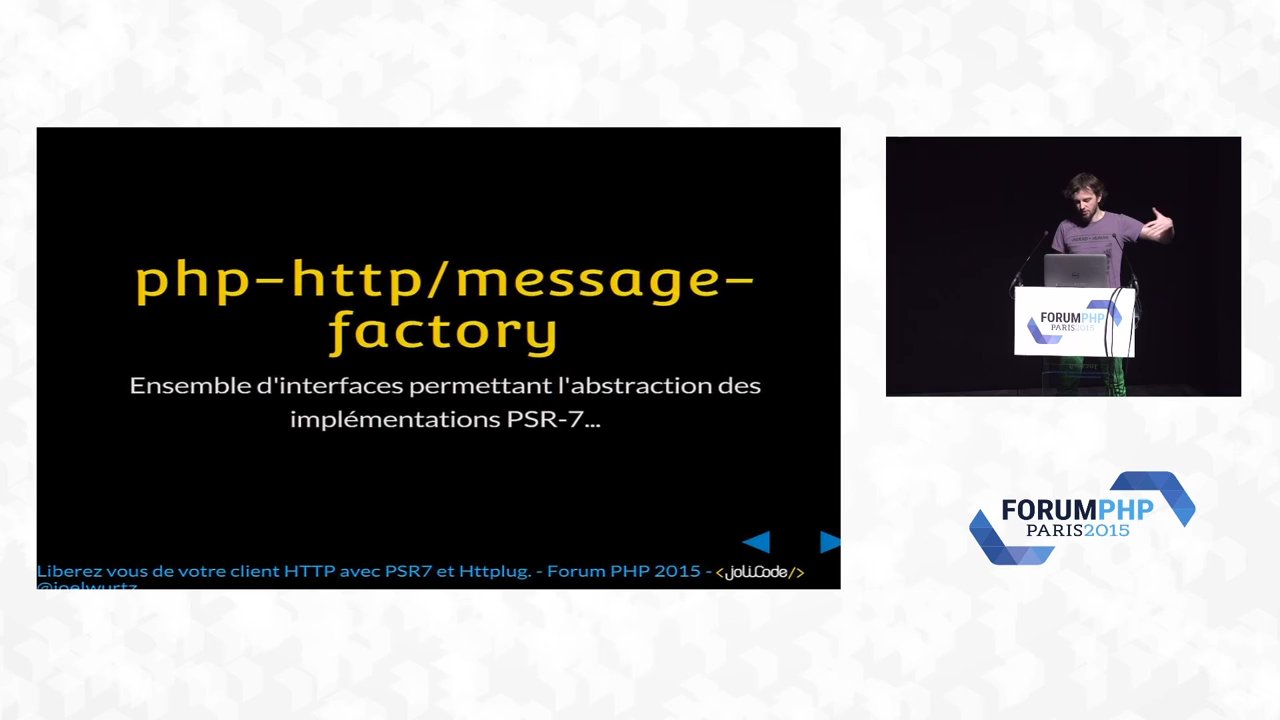 php-http/message-
factory
Ensemble d'interfaces permettant l'abstraction des
implémentations PSR-7...
Liberez vous de votre client HTTP avec PSR7 et Httplug. - Forum PHP 2015 - <joliCode/>
@joelwurtz
FORUMPHP
PARIS2015
FORUMPHP
PARIS2015